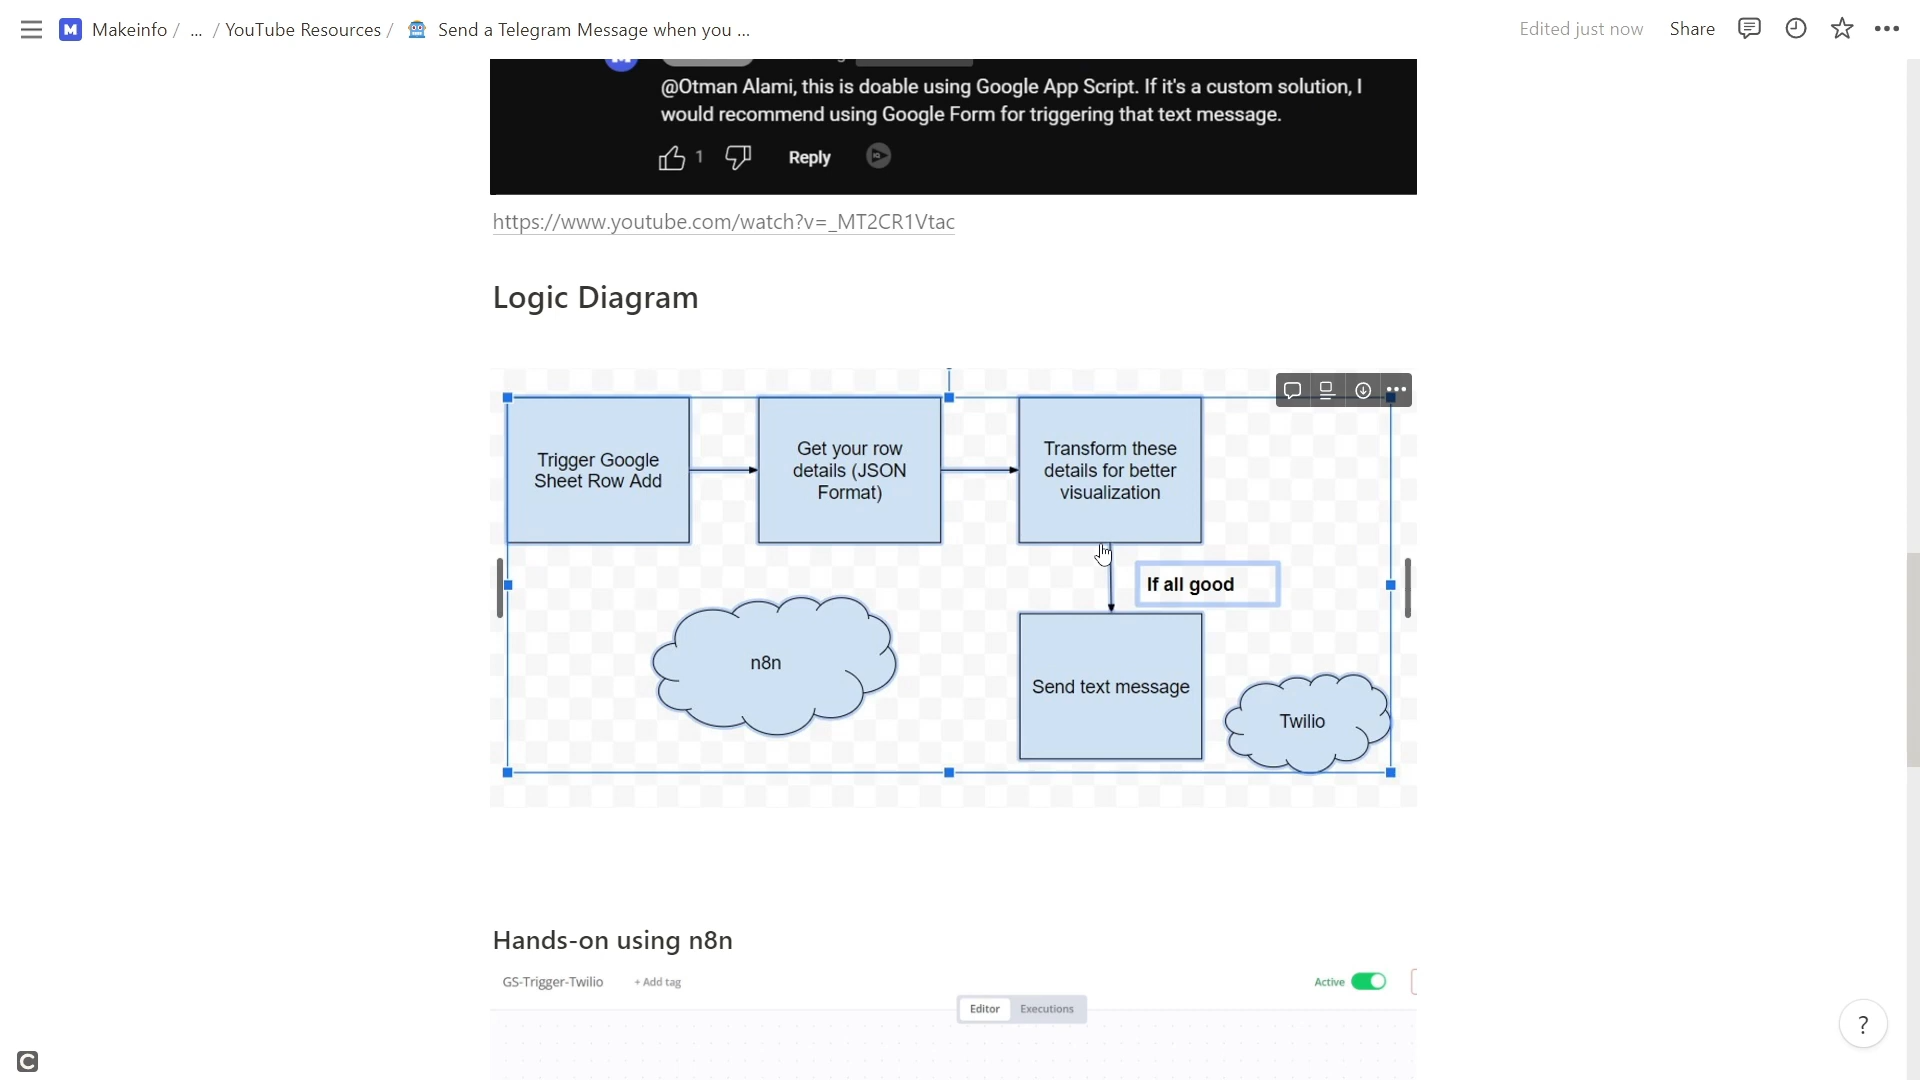 M Makeinfo / ... / YouTube Resources / Send a Telegram Message when you ...
Edited just now Share
@Otman Alami, this is doable using Google App Script. If it's a custom solution, I
would recommend using Google Form for triggering that text message.
1 Reply
https://www.youtube.com/watch?v=_MT2CR1Vtac
Logic Diagram
Trigger Google
Sheet Row Add
Get your row
details (JSON
Format)
Transform these
details for better
visualization
If all good
n8n
Send text message
Twilio
Hands-on using n8n
GS-Trigger-Twilio + Add tag
Active
Editor Executions
?
C